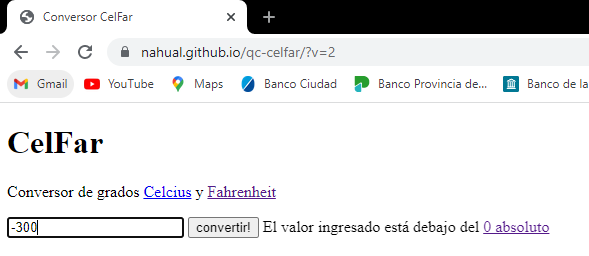 Conversor CelFar
nahual.github.io/qc-celfar/?v=2
Gmail YouTube Maps Banco Ciudad Banco Provincia de... Banco de la
CelFar
Conversor de grados Celcius y Fahrenheit
-300 convertir! El valor ingresado está debajo del 0 absoluto